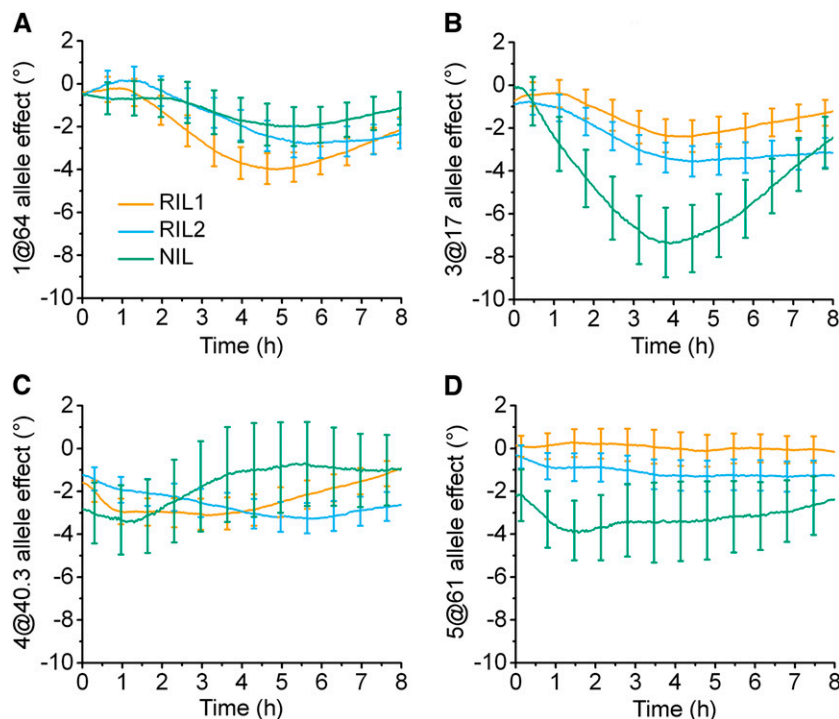 A
1@64 allele effect (°)
2
0
-2
-4
-6
-8
-10
RIL1
RIL2
NIL
0 1 2 3 4 5 6 7 8
Time (h)
B
3@17 allele effect (°)
2
0
-2
-4
-6
-8
-10
0 1 2 3 4 5 6 7 8
Time (h)
C
4@40.3 allele effect (°)
2
0
-2
-4
-6
-8
-10
0 1 2 3 4 5 6 7 8
Time (h)
D
5@61 allele effect (°)
2
0
-2
-4
-6
-8
-10
0 1 2 3 4 5 6 7 8
Time (h)